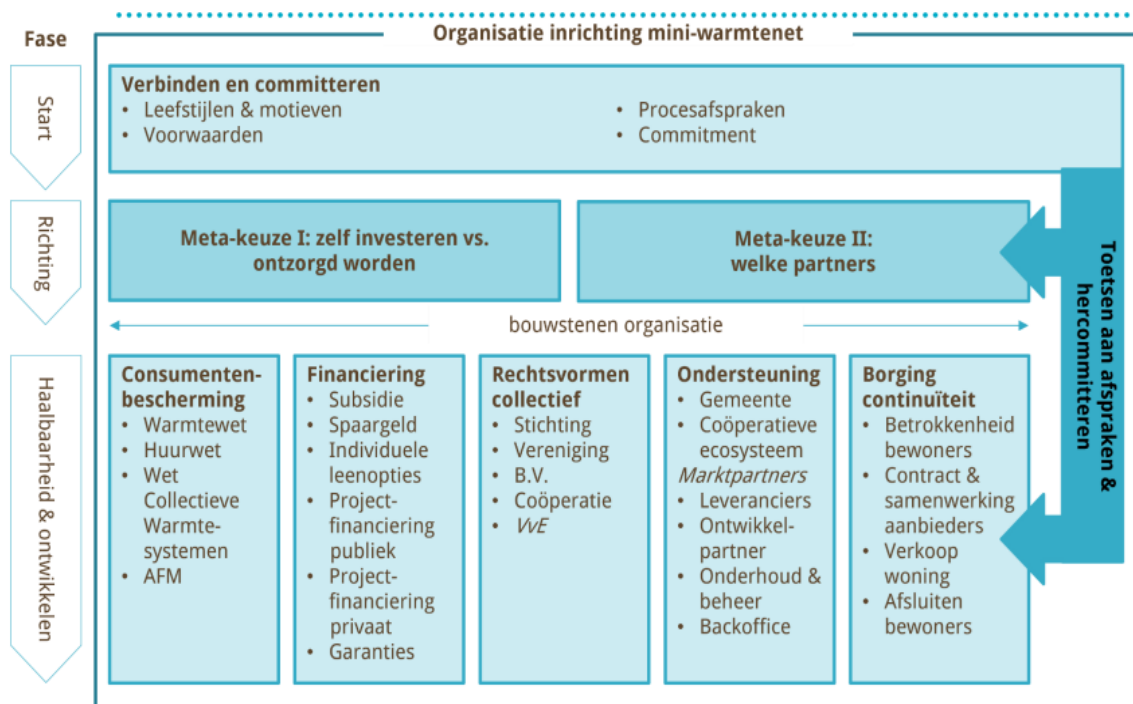 Fase
Organisatie inrichting mini-warmtenet
Start
Verbinden en committeren
• Leefstijlen & motieven
• Voorwaarden
• Procesafspraken
• Commitment
Richting
Meta-keuze I: zelf investeren vs.
ontzorgd worden
Meta-keuze II:
welke partners
Toetsen aan afspraken &
hercommitteren
bouwstenen organisatie
Haalbaarheid & ontwikkelen
Consumenten-
bescherming
• Warmtewet
• Huurwet
• Wet
Collectieve
Warmte-
systemen
• AFM
Financiering
• Subsidie
• Spaargeld
• Individuele
leenopties
• Project-
financiering
publiek
• Project-
financiering
privaat
• Garanties
Rechtsvormen
collectief
• Stichting
• Vereniging
• B.V.
• Coöperatie
• VvE
Ondersteuning
• Gemeente
• Coöperatieve
ecosysteem
Marktpartners
• Leveranciers
• Ontwikkel-
partner
• Onderhoud &
beheer
• Backoffice
Borging
continuïteit
• Betrokkenheid
bewoners
• Contract &
samenwerking
aanbieders
• Verkoop
woning
• Afsluiten
bewoners